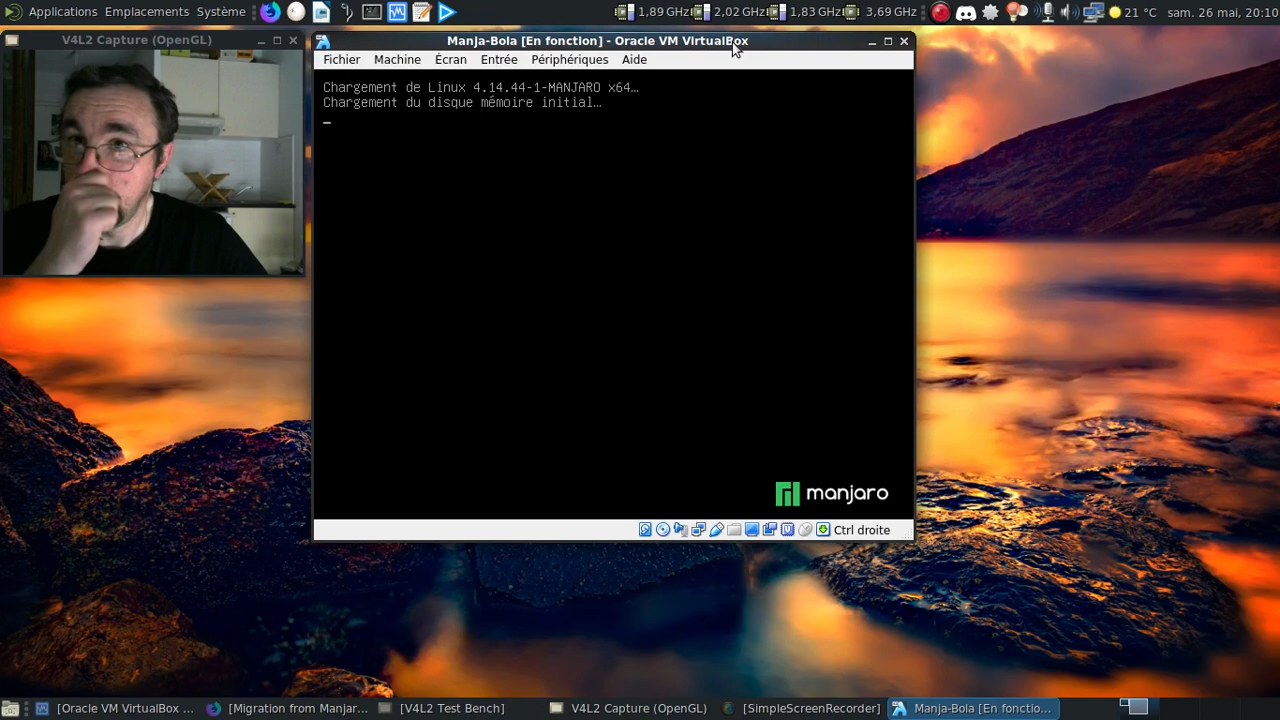 Applications Emplacements Système 1,89 GHz 2,02 GHz 1,83 GHz 3,69 GHz 21 °C sam. 26 mai, 20:10
V4L2 Capture (OpenGL)
Manja-Bola [En fonction] - Oracle VM VirtualBox
Fichier Machine Écran Entrée Périphériques Aide
Chargement de Linux 4.14.44-1-MANJARO x64…
Chargement du disque mémoire initial…
manjaro
Ctrl droite
[Oracle VM VirtualBox ... [Migration from Manjar... [V4L2 Test Bench] V4L2 Capture (OpenGL) [SimpleScreenRecorder] Manja-Bola [En fonctio...